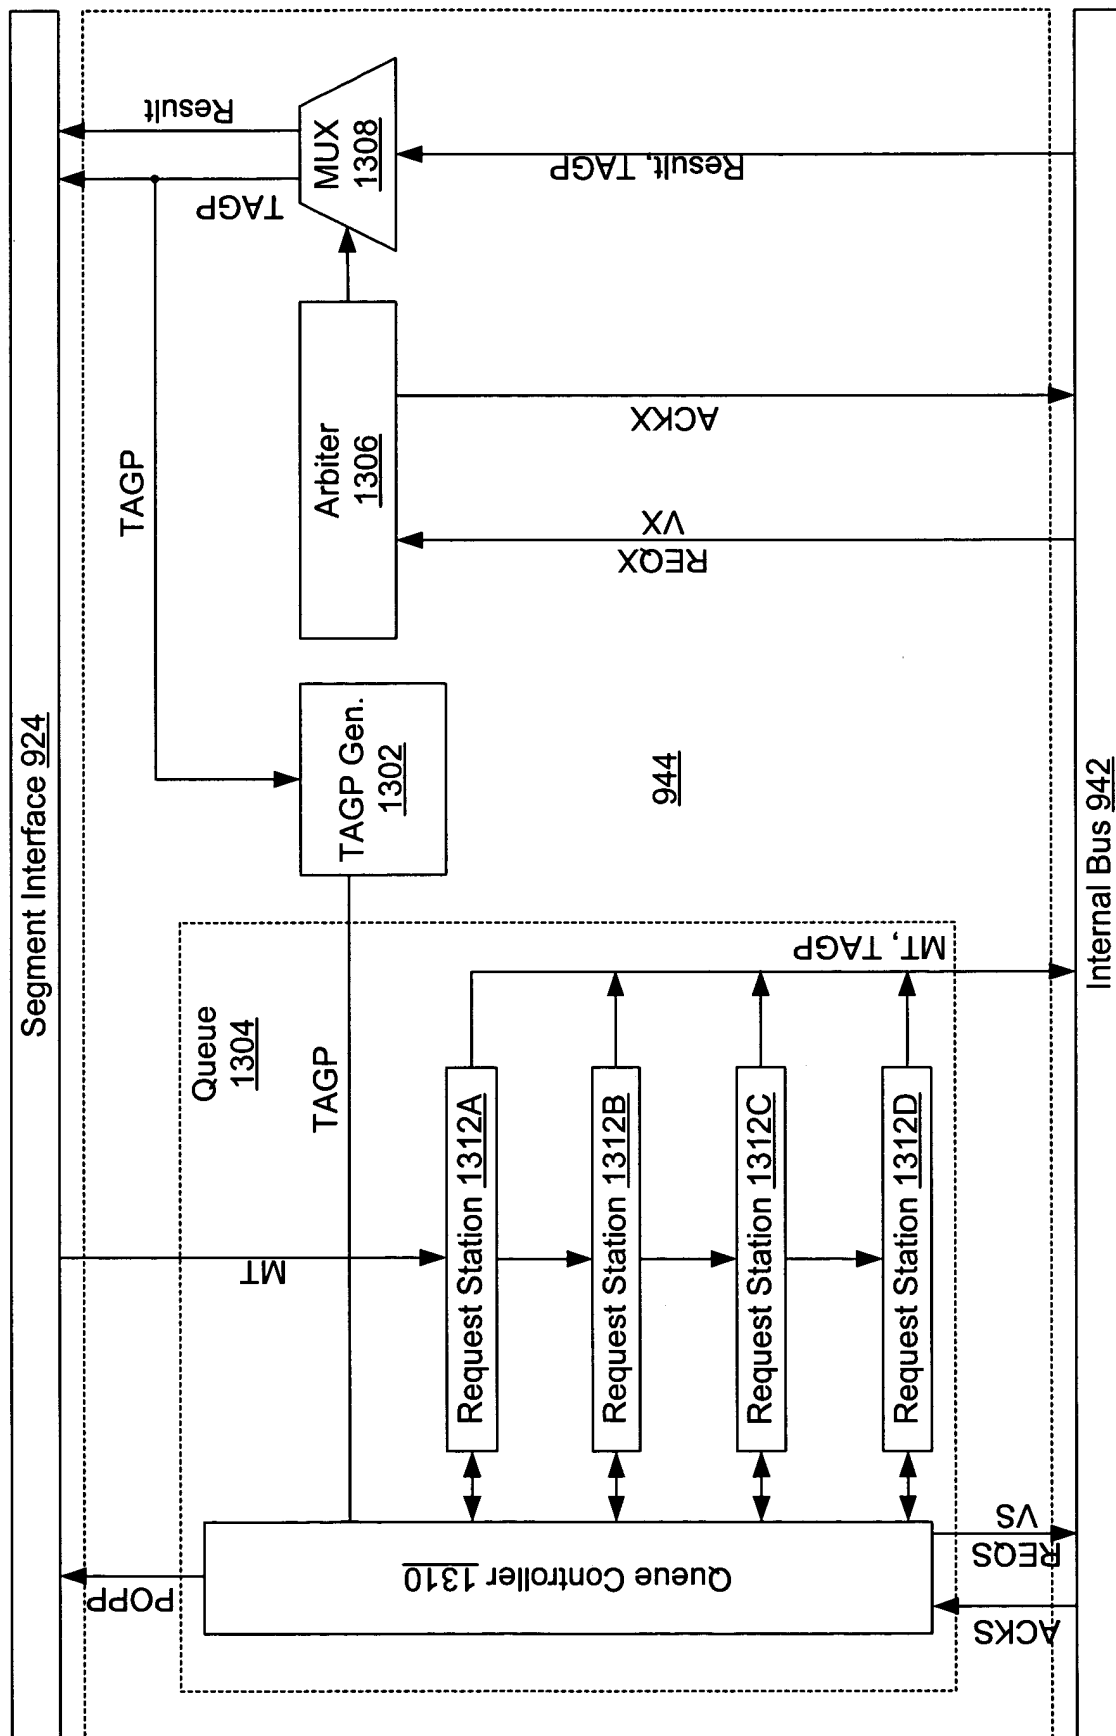 Segment Interface 924
POPP
MT
Queue
1304
TAGP
TAGP
TAGP
Result
Queue Controller 1310
Request Station 1312A
Request Station 1312B
Request Station 1312C
Request Station 1312D
MT, TAGP
TAGP Gen.
1302
Arbiter
1306
MUX
1308
944
REQX
VX
ACKX
Result, TAGP
ACKS
REQS
VS
Internal Bus 942